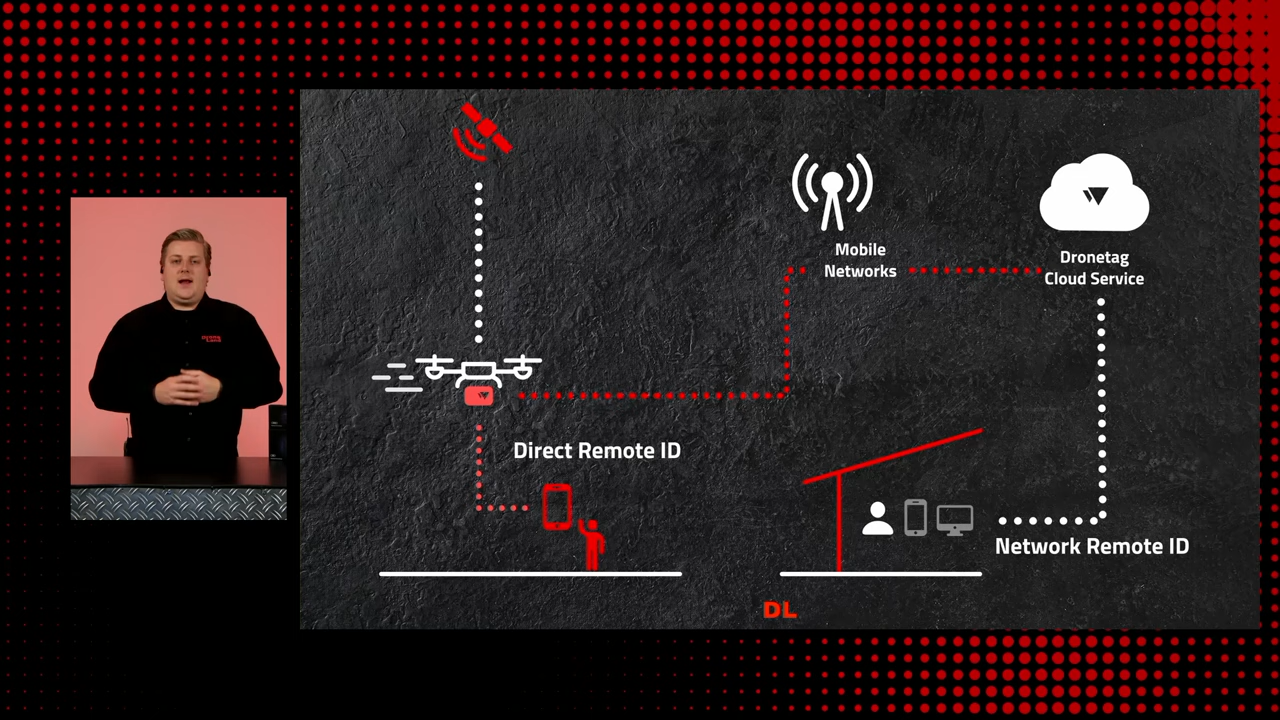 Mobile
Networks
Dronetag
Cloud Service
Direct Remote ID
Network Remote ID
DL